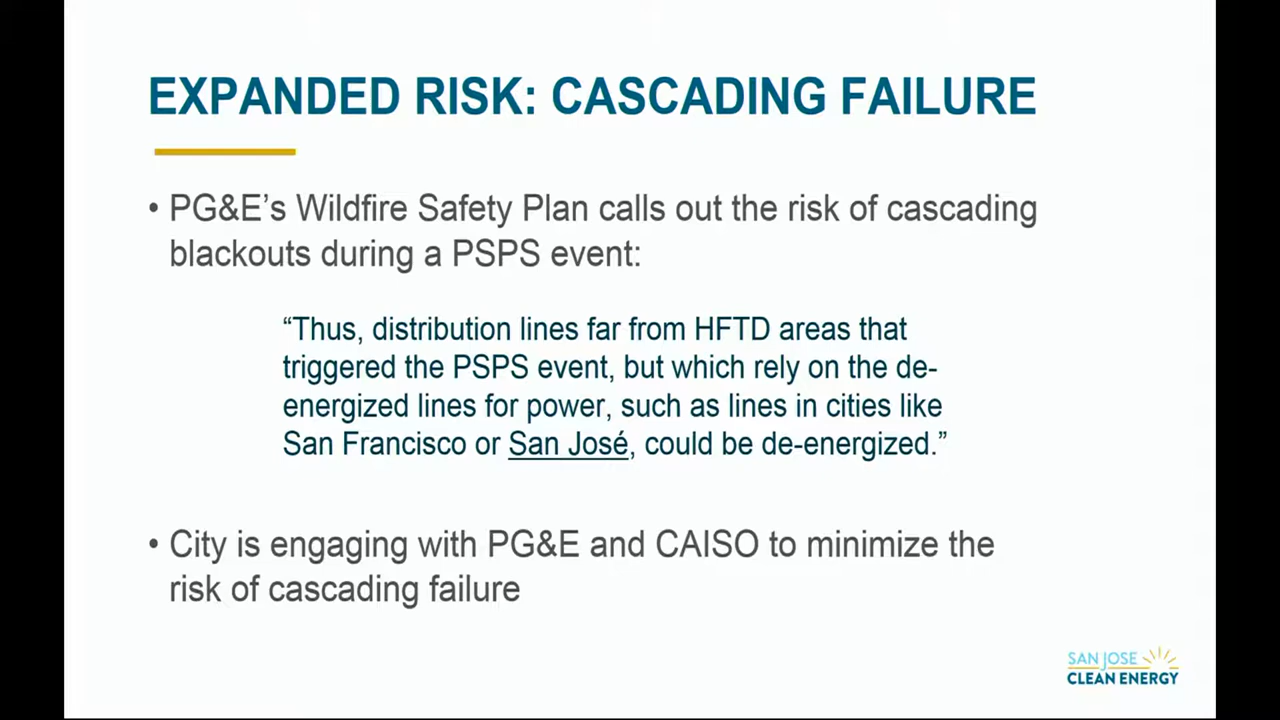 EXPANDED RISK: CASCADING FAILURE
• PG&E’s Wildfire Safety Plan calls out the risk of cascading
blackouts during a PSPS event:
“Thus, distribution lines far from HFTD areas that
triggered the PSPS event, but which rely on the de-
energized lines for power, such as lines in cities like
San Francisco or San José, could be de-energized.”
• City is engaging with PG&E and CAISO to minimize the
risk of cascading failure
SAN JOSE
CLEAN ENERGY